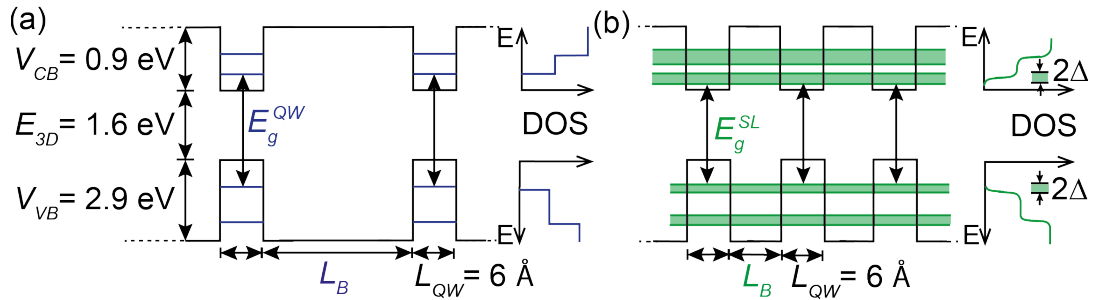 (a)
V_CB = 0.9 eV
E_3D = 1.6 eV
V_VB = 2.9 eV
E_g^QW
L_B
L_QW = 6 Å
E
DOS
E
(b)
E_g^SL
L_B
L_QW = 6 Å
E
2Δ
DOS
2Δ
E